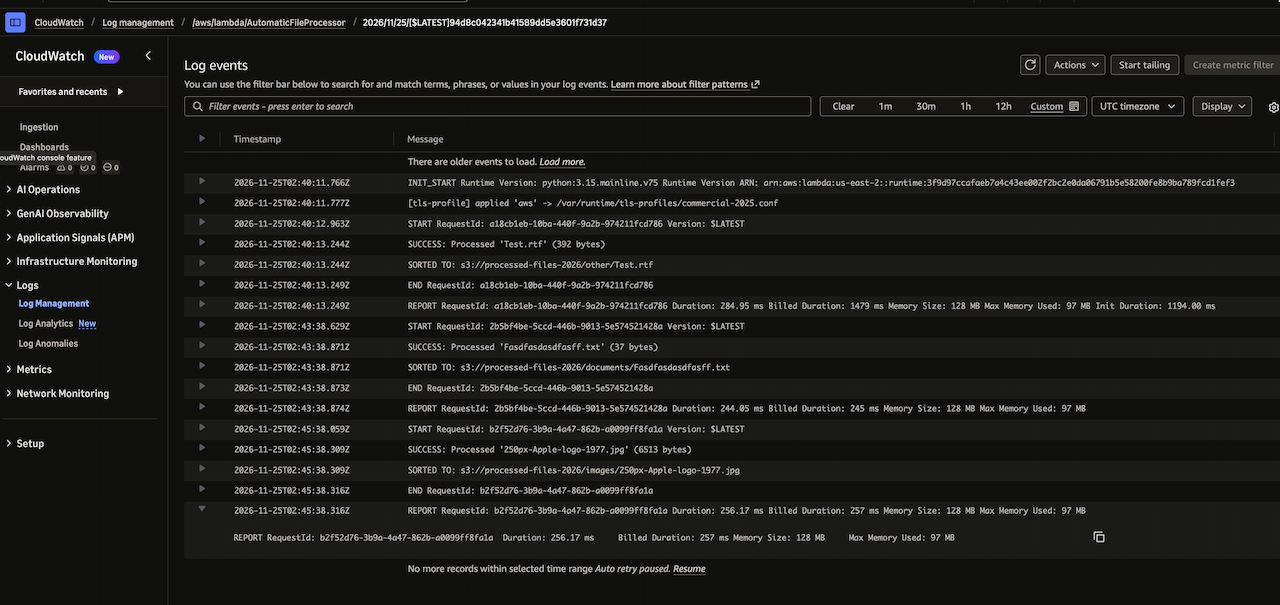 CloudWatch / Log management / /aws/lambda/AutomaticFileProcessor / 2026/11/25/[$LATEST]94d8c042341b41589dd5e3601f731d37
CloudWatch New
Favorites and recents
Ingestion
Dashboards
oudWatch console feature
Alarms 0 0 0
AI Operations
GenAI Observability
Application Signals (APM)
Infrastructure Monitoring
Logs
Log Management
Log Analytics New
Log Anomalies
Metrics
Network Monitoring
Setup
Log events
Actions Start tailing Create metric filter
You can use the filter bar below to search for and match terms, phrases, or values in your log events. Learn more about filter patterns
Filter events - press enter to search
Clear 1m 30m 1h 12h Custom UTC timezone Display
Timestamp Message
There are older events to load. Load more.
2026-11-25T02:40:11.766Z INIT_START Runtime Version: python:3.15.mainline.v75 Runtime Version ARN: arn:aws:lambda:us-east-2::runtime:3f9d97ccafaeb7a4c43ee002f2bc2e0da06791b5e58200fe8b9ba789fcd1fef3
2026-11-25T02:40:11.777Z [tls-profile] applied 'aws' -> /var/runtime/tls-profiles/commercial-2025.conf
2026-11-25T02:40:12.963Z START RequestId: a18cb1eb-10ba-440f-9a2b-974211fcd786 Version: $LATEST
2026-11-25T02:40:13.244Z SUCCESS: Processed 'Test.rtf' (392 bytes)
2026-11-25T02:40:13.244Z SORTED TO: s3://processed-files-2026/other/Test.rtf
2026-11-25T02:40:13.249Z END RequestId: a18cb1eb-10ba-440f-9a2b-974211fcd786
2026-11-25T02:40:13.249Z REPORT RequestId: a18cb1eb-10ba-440f-9a2b-974211fcd786 Duration: 284.95 ms Billed Duration: 1479 ms Memory Size: 128 MB Max Memory Used: 97 MB Init Duration: 1194.00 ms
2026-11-25T02:43:38.629Z START RequestId: 2b5bf4be-5ccd-446b-9013-5e574521428a Version: $LATEST
2026-11-25T02:43:38.871Z SUCCESS: Processed 'Fasdfasdasdfasff.txt' (37 bytes)
2026-11-25T02:43:38.871Z SORTED TO: s3://processed-files-2026/documents/Fasdfasdasdfasff.txt
2026-11-25T02:43:38.873Z END RequestId: 2b5bf4be-5ccd-446b-9013-5e574521428a
2026-11-25T02:43:38.874Z REPORT RequestId: 2b5bf4be-5ccd-446b-9013-5e574521428a Duration: 244.05 ms Billed Duration: 245 ms Memory Size: 128 MB Max Memory Used: 97 MB
2026-11-25T02:45:38.059Z START RequestId: b2f52d76-3b9a-4a47-862b-a0099ff8fa1a Version: $LATEST
2026-11-25T02:45:38.309Z SUCCESS: Processed '250px-Apple-logo-1977.jpg' (6513 bytes)
2026-11-25T02:45:38.309Z SORTED TO: s3://processed-files-2026/images/250px-Apple-logo-1977.jpg
2026-11-25T02:45:38.316Z END RequestId: b2f52d76-3b9a-4a47-862b-a0099ff8fa1a
2026-11-25T02:45:38.316Z REPORT RequestId: b2f52d76-3b9a-4a47-862b-a0099ff8fa1a Duration: 256.17 ms Billed Duration: 257 ms Memory Size: 128 MB Max Memory Used: 97 MB
REPORT RequestId: b2f52d76-3b9a-4a47-862b-a0099ff8fa1a Duration: 256.17 ms Billed Duration: 257 ms Memory Size: 128 MB Max Memory Used: 97 MB
No more records within selected time range Auto retry paused. Resume